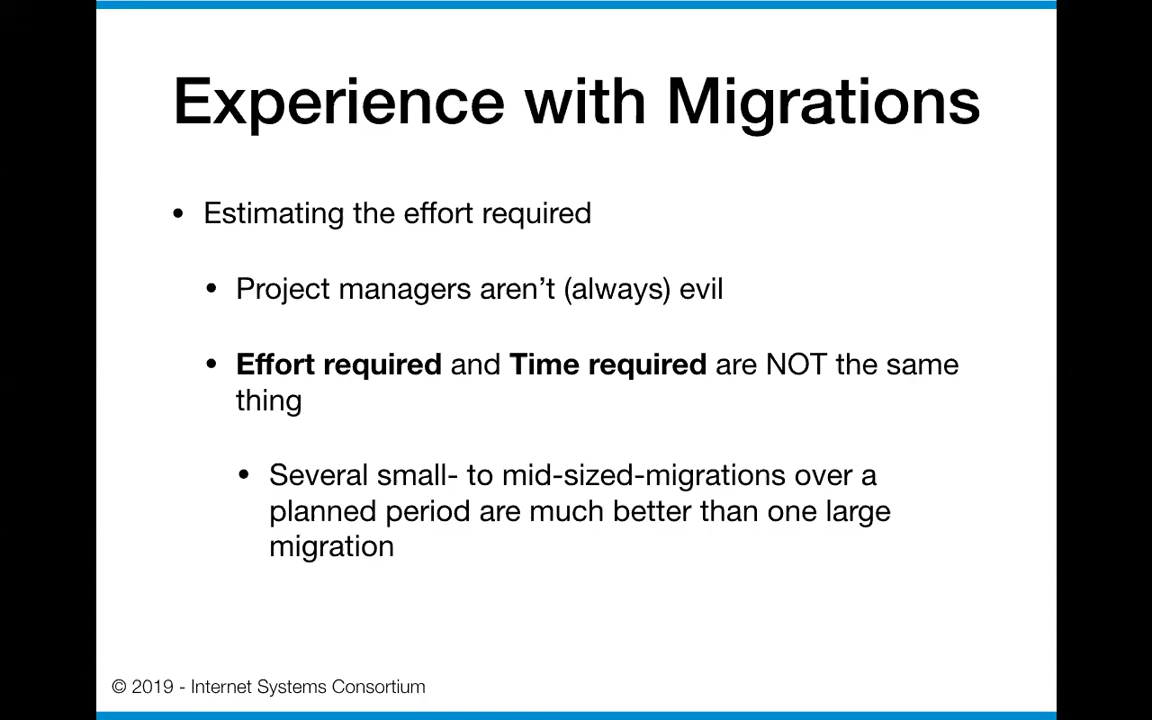 Experience with Migrations
• Estimating the effort required
• Project managers aren’t (always) evil
• Effort required and Time required are NOT the same
thing
• Several small- to mid-sized-migrations over a
planned period are much better than one large
migration
© 2019 - Internet Systems Consortium